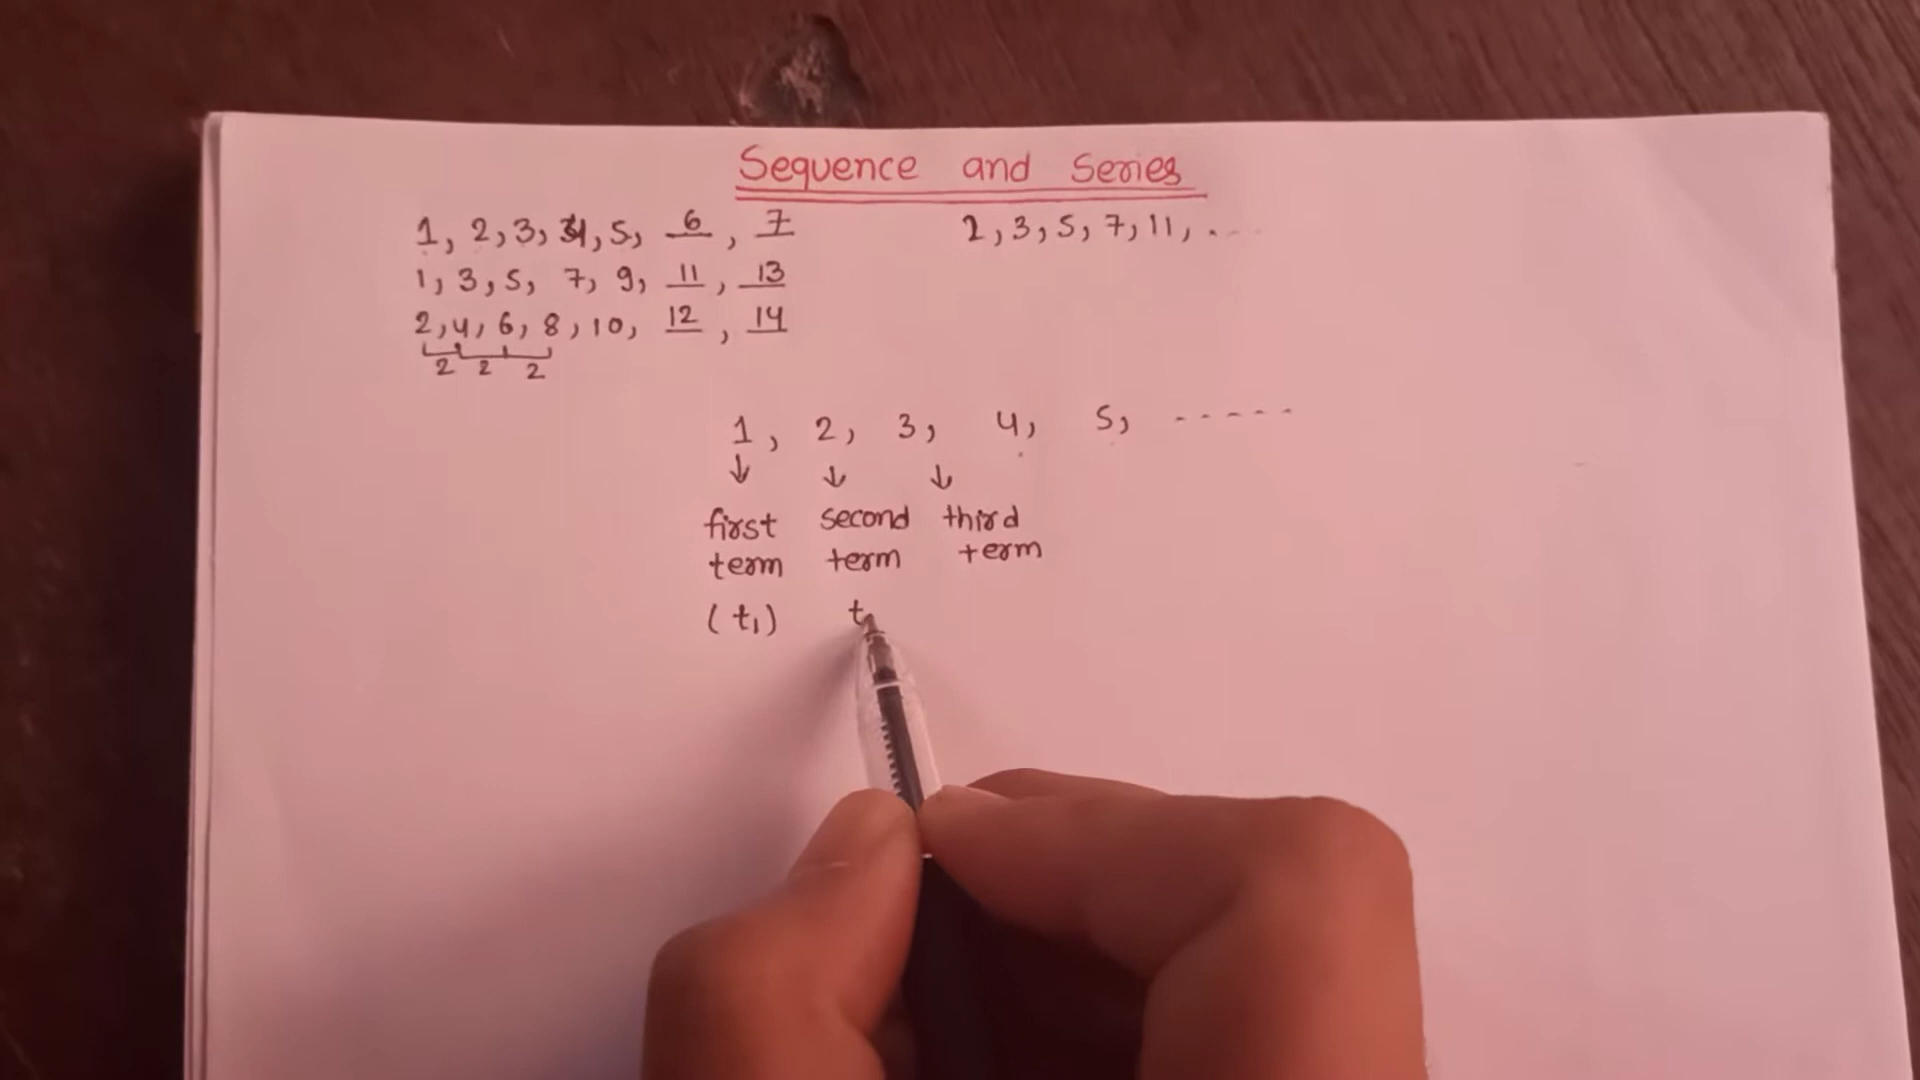 Sequence and Series
1, 2, 3, 4, 5, 6, 7
2, 3, 5, 7, 11, ....
1, 3, 5, 7, 9, 11, 13
2, 4, 6, 8, 10, 12, 14
2 2 2
1, 2, 3, 4, 5, ------
↓ ↓ ↓
first second third
term term term
(t1) t